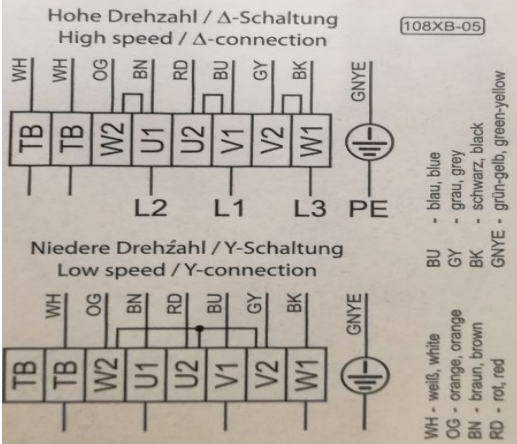 Hohe Drehzahl / Δ-Schaltung
High speed / Δ-connection
108XB-05
WH WH OG BN RD BU GY BK GNYE
TB TB W2 U1 U2 V1 V2 W1
L2 L1 L3 PE
Niedere Drehzahl / Y-Schaltung
Low speed / Y-connection
WH OG BN RD BU GY BK GNYE
TB TB W2 U1 U2 V1 V2 W1
WH - weiß, white
OG - orange, orange
BN - braun, brown
RD - rot, red
BU - blau, blue
GY - grau, grey
BK - schwarz, black
GNYE - grün-gelb, green-yellow